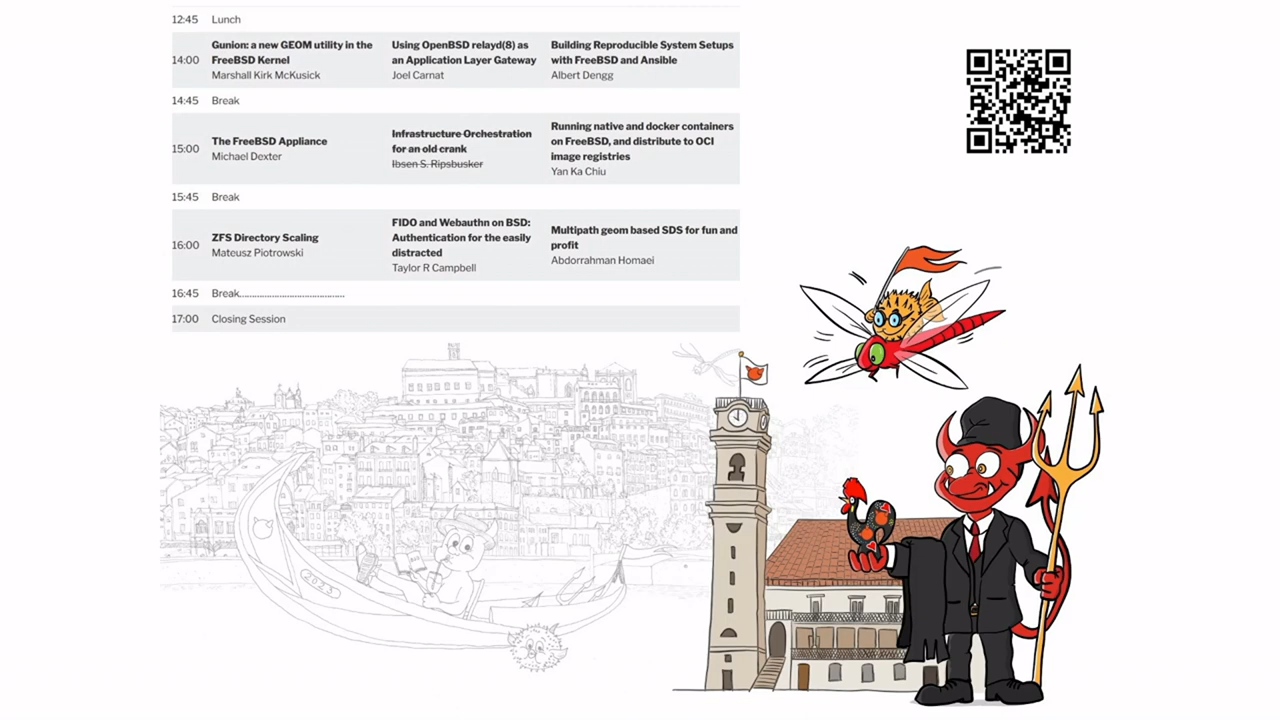 12:45 Lunch
14:00
Gunion: a new GEOM utility in the
FreeBSD Kernel
Marshall Kirk McKusick
Using OpenBSD relayd(8) as
an Application Layer Gateway
Joel Carnat
Building Reproducible System Setups
with FreeBSD and Ansible
Albert Dengg
14:45 Break
15:00
The FreeBSD Appliance
Michael Dexter
Infrastructure Orchestration
for an old crank
Ibsen S. Ripsbusker
Running native and docker containers
on FreeBSD, and distribute to OCI
image registries
Yan Ka Chiu
15:45 Break
16:00
ZFS Directory Scaling
Mateusz Piotrowski
FIDO and Webauthn on BSD:
Authentication for the easily
distracted
Taylor R Campbell
Multipath geom based SDS for fun and
profit
Abdorrahman Homaei
16:45 Break........................................
17:00 Closing Session
2023